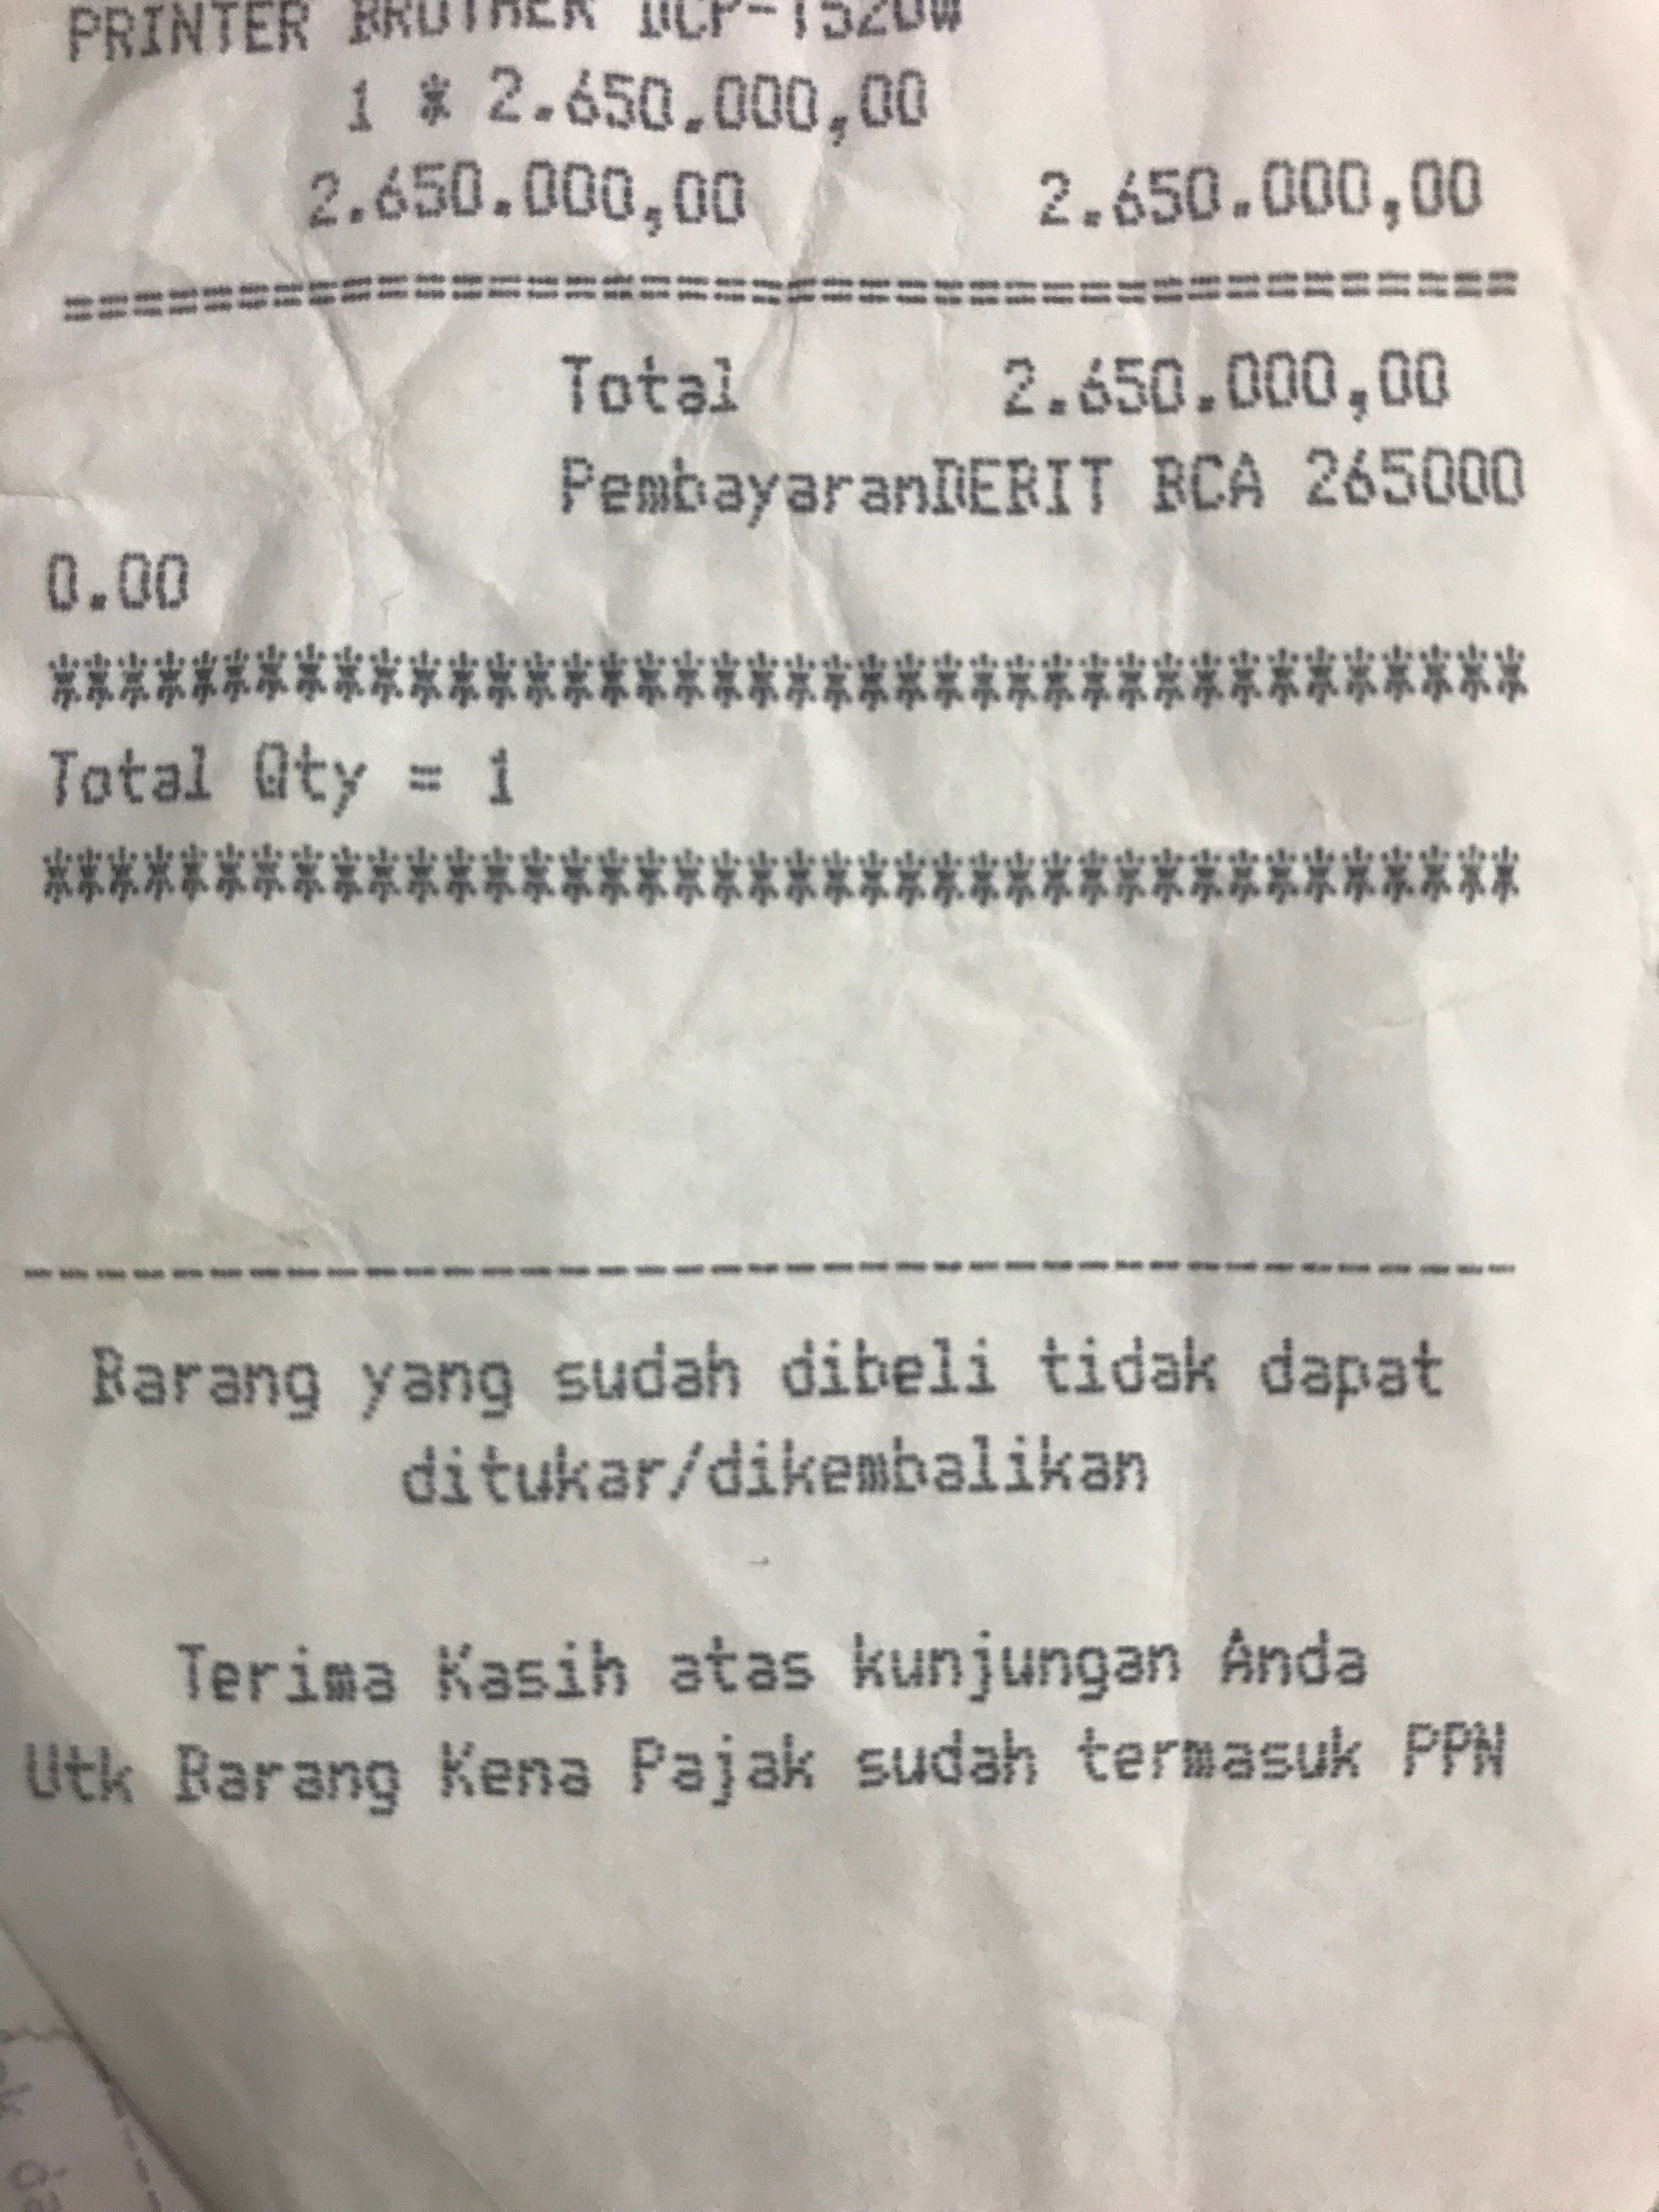 PRINTER BROTHER DCP-T520W
1 * 2.650.000,00
2.650.000,00 2.650.000,00
========================================
Total 2.650.000,00
PembayaranDEBIT BCA 265000
0.00
****************************************
Total Qty = 1
****************************************
----------------------------------------
Barang yang sudah dibeli tidak dapat
ditukar/dikembalikan
Terima Kasih atas kunjungan Anda
Utk Barang Kena Pajak sudah termasuk PPN